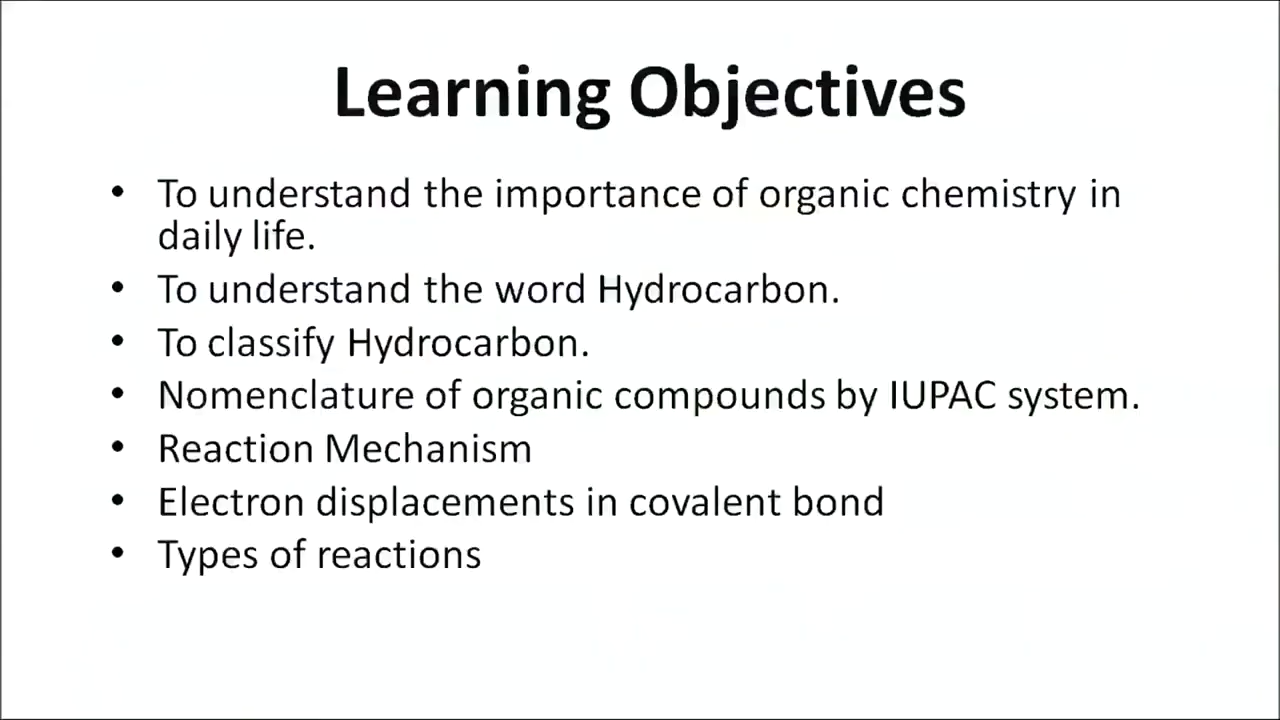 Learning Objectives
• To understand the importance of organic chemistry in
daily life.
• To understand the word Hydrocarbon.
• To classify Hydrocarbon.
• Nomenclature of organic compounds by IUPAC system.
• Reaction Mechanism
• Electron displacements in covalent bond
• Types of reactions